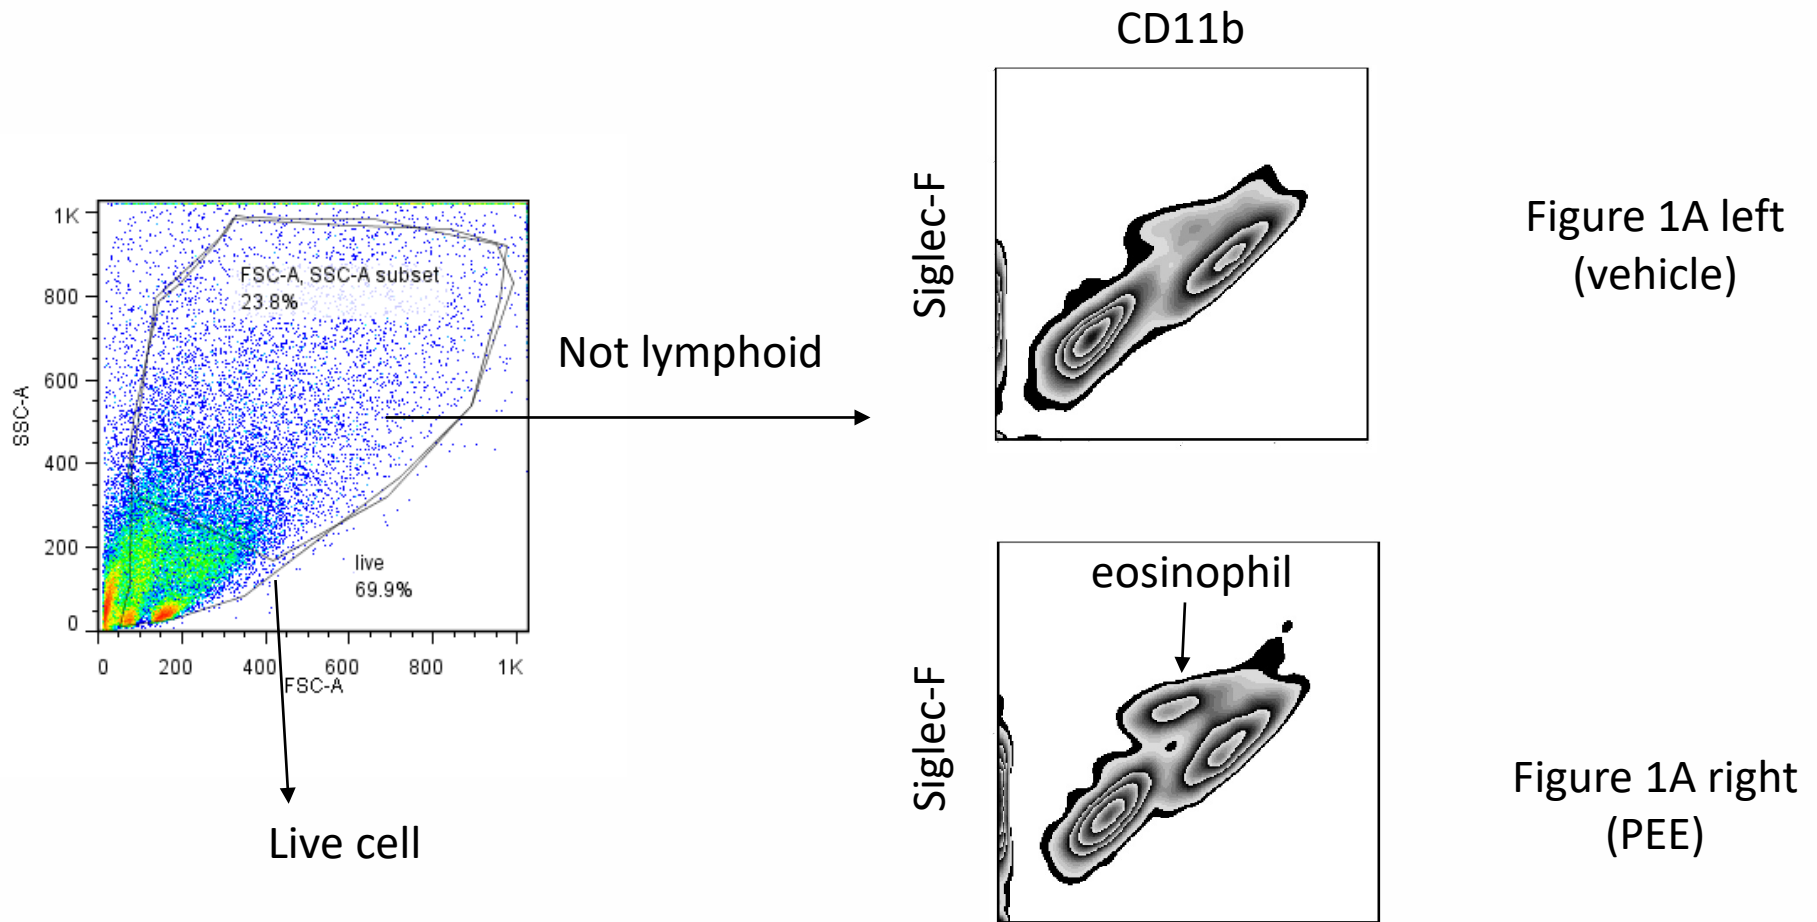 CD11b
Siglec-F
Figure 1A left
(vehicle)
1K
800
600
400
200
0
SSC-A
FSC-A, SSC-A subset
23.8%
live
69.9%
0
200
400
600
800
1K
FSC-A
Not lymphoid
Live cell
eosinophil
Siglec-F
Figure 1A right
(PEE)